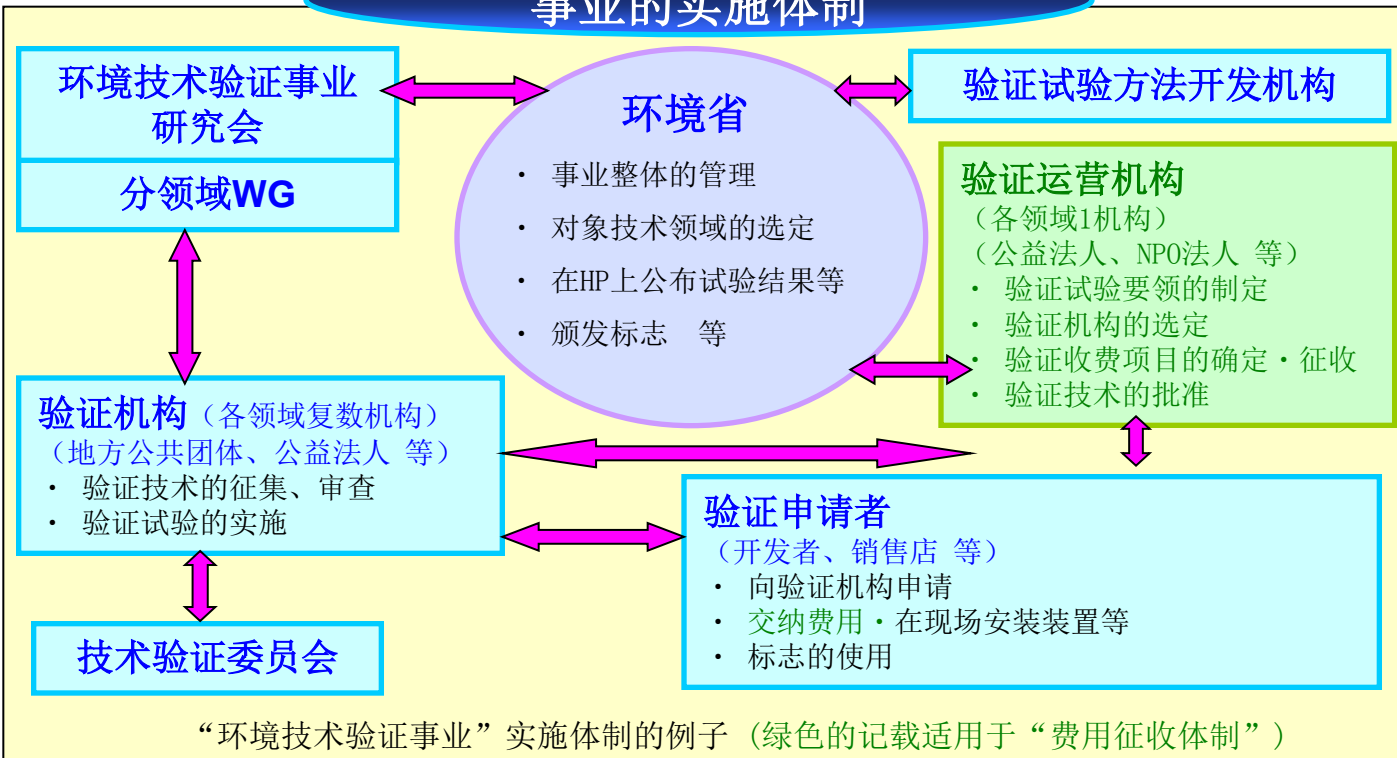 事业的实施体制
环境技术验证事业
研究会
分领域WG
环境省
· 事业整体的管理
· 对象技术领域的选定
· 在HP上公布试验结果等
· 颁发标志 等
验证试验方法开发机构
验证运营机构
（各领域1机构）
（公益法人、NPO法人 等）
· 验证试验要领的制定
· 验证机构的选定
· 验证收费项目的确定·征收
· 验证技术的批准
验证机构（各领域复数机构）
（地方公共团体、公益法人 等）
· 验证技术的征集、审查
· 验证试验的实施
验证申请者
（开发者、销售店 等）
· 向验证机构申请
· 交纳费用·在现场安装装置等
· 标志的使用
技术验证委员会
“环境技术验证事业”实施体制的例子（绿色的记载适用于“费用征收体制”）